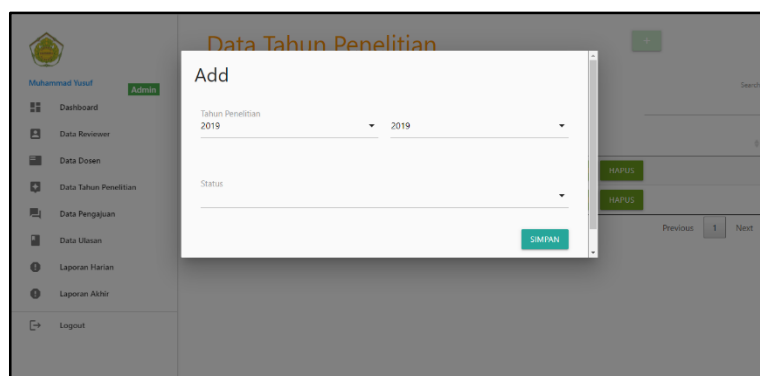 Data Tahun Penelitian
+
Muhammad Yusuf
Admin
Dashboard
Data Reviewer
Data Dosen
Data Tahun Penelitian
Data Pengajuan
Data Ulasan
Laporan Harian
Laporan Akhir
Logout
Add
Tahun Penelitian
2019 2019
Status
SIMPAN
Search
HAPUS
HAPUS
Previous 1 Next